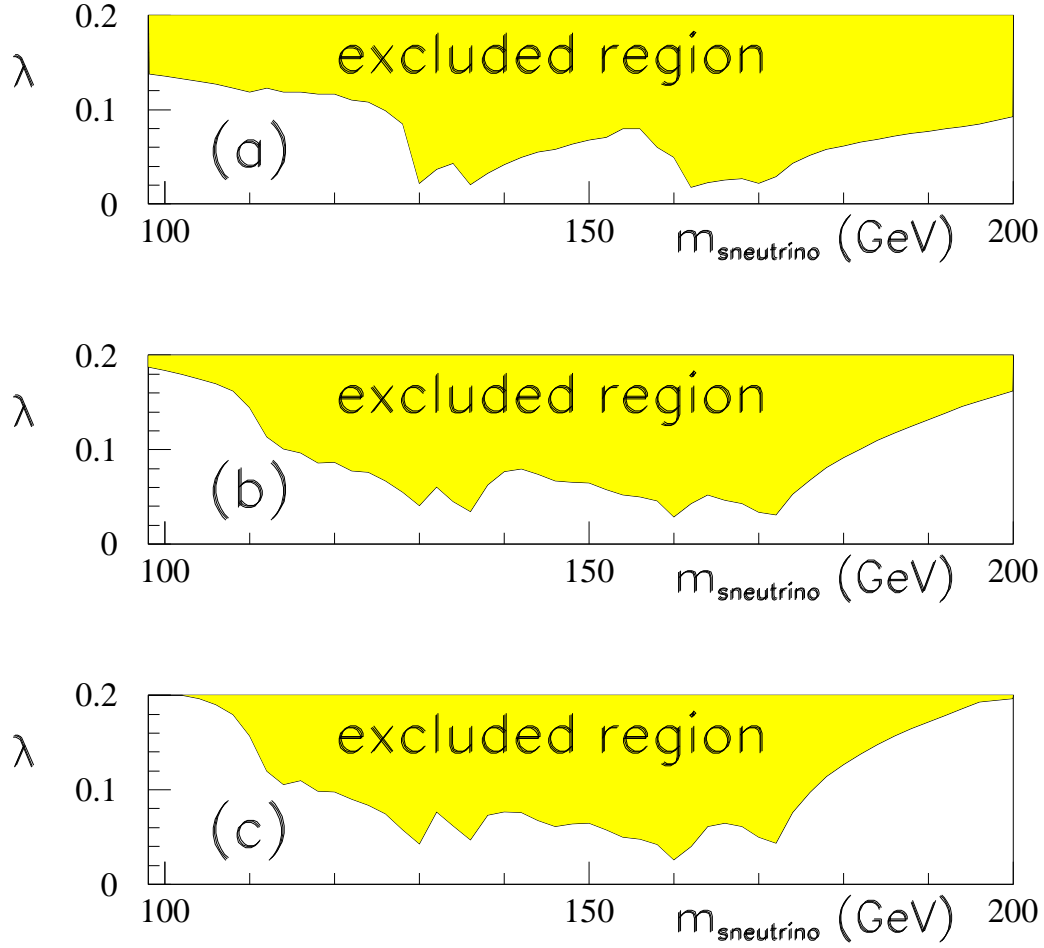 0.2
excluded region
λ
0.1
(a)
0
100
150
200
m_sneutrino (GeV)
0.2
excluded region
λ
0.1
(b)
0
100
150
200
m_sneutrino (GeV)
0.2
excluded region
λ
0.1
(c)
0
100
150
200
m_sneutrino (GeV)